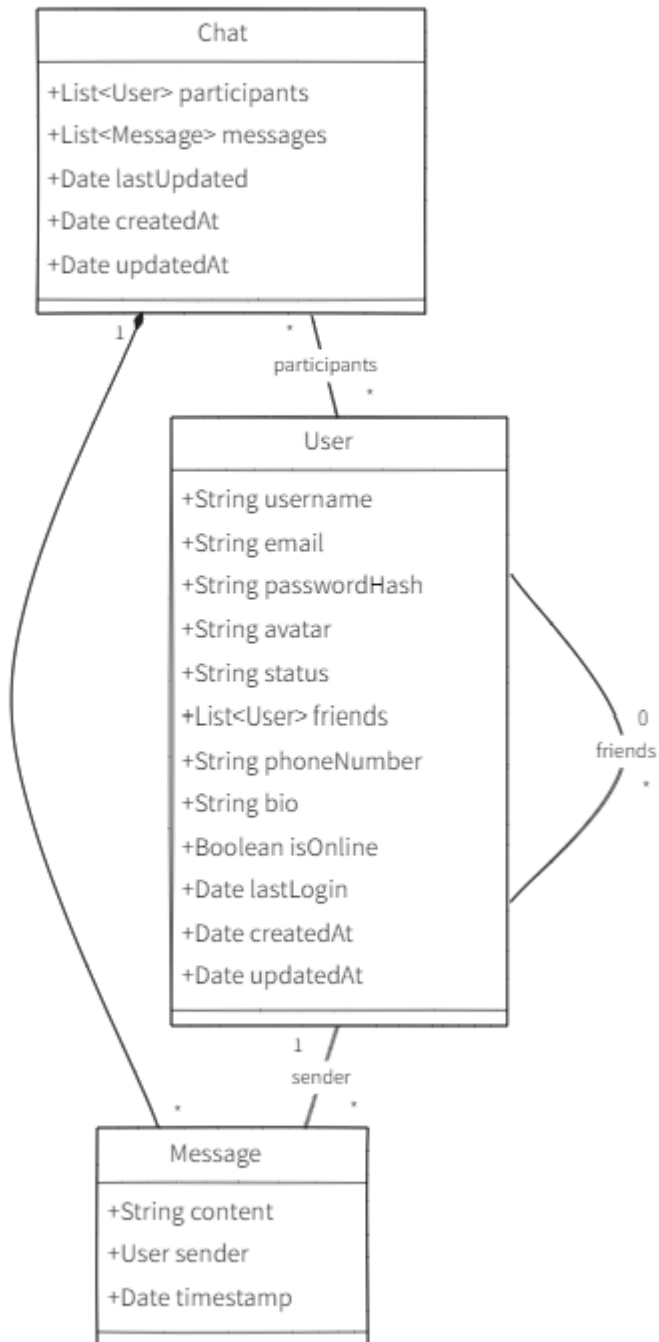 Chat
+List<User> participants
+List<Message> messages
+Date lastUpdated
+Date createdAt
+Date updatedAt
1
*
participants
*
User
+String username
+String email
+String passwordHash
+String avatar
+String status
+List<User> friends
+String phoneNumber
+String bio
+Boolean isOnline
+Date lastLogin
+Date createdAt
+Date updatedAt
0
friends
*
1
sender
*
*
Message
+String content
+User sender
+Date timestamp